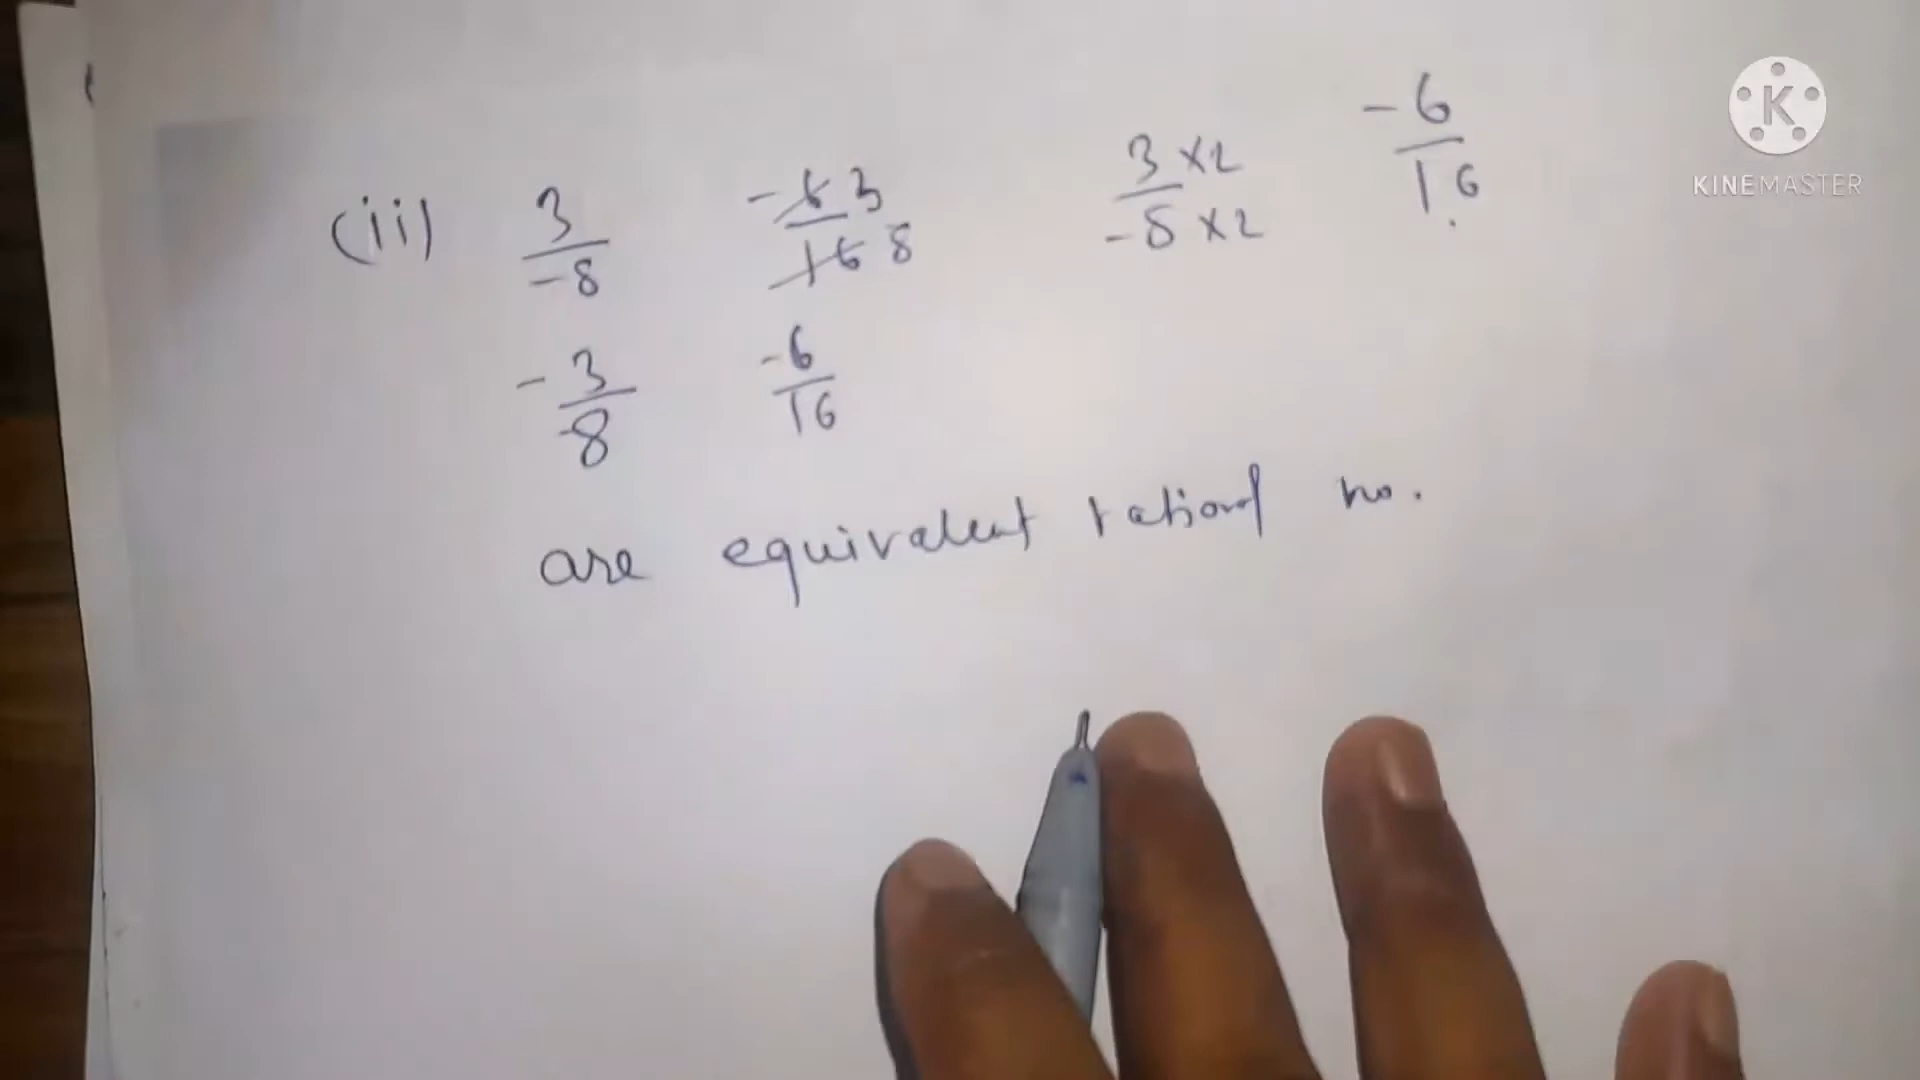 (ii) 3/-8 -6/16 3 8 3×2/-8×2 -6/16
-3/8 -6/16
are equivalent rational no.
KINEMASTER